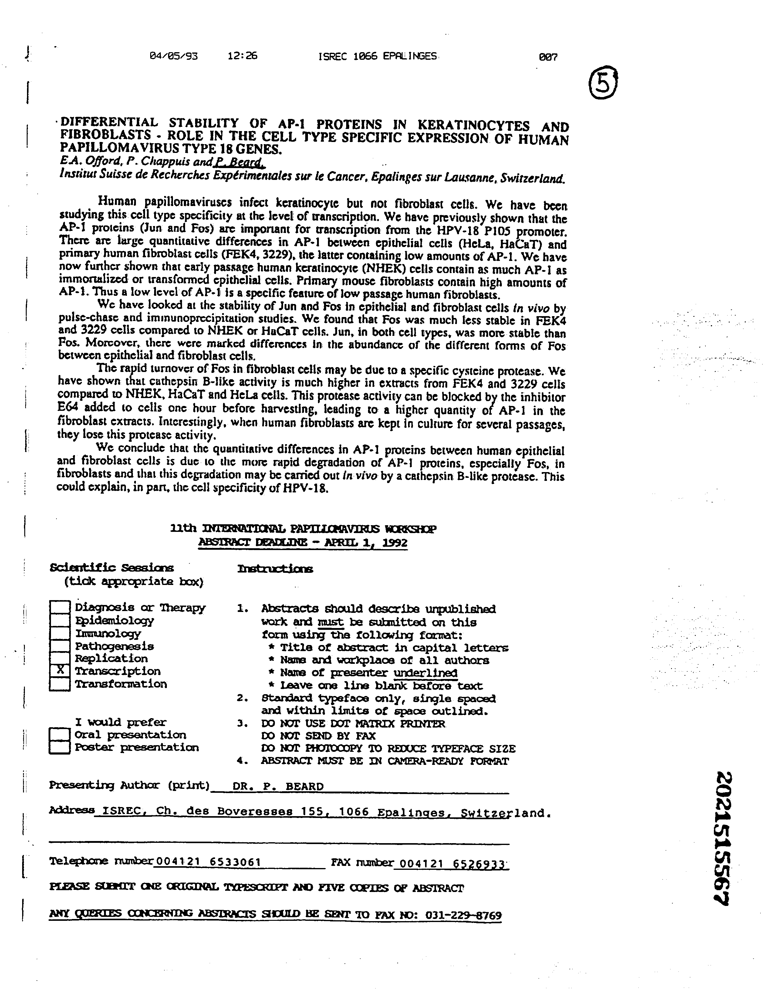 04/05/93 12:26 ISREC 1066 EPALINGES 007
5
DIFFERENTIAL STABILITY OF AP-1 PROTEINS IN KERATINOCYTES AND
FIBROBLASTS - ROLE IN THE CELL TYPE SPECIFIC EXPRESSION OF HUMAN
PAPILLOMAVIRUS TYPE 18 GENES.
E.A. Offord, P. Chappuis and P. Beard.
Institut Suisse de Recherches Expérimentales sur le Cancer, Epalinges sur Lausanne, Switzerland.
Human papillomaviruses infect keratinocyte but not fibroblast cells. We have been
studying this cell type specificity at the level of transcription. We have previously shown that the
AP-1 proteins (Jun and Fos) are important for transcription from the HPV-18 P105 promoter.
There are large quantitative differences in AP-1 between epithelial cells (HeLa, HaCaT) and
primary human fibroblast cells (FEK4, 3229), the latter containing low amounts of AP-1. We have
now further shown that early passage human keratinocyte (NHEK) cells contain as much AP-1 as
immortalized or transformed epithelial cells. Primary mouse fibroblasts contain high amounts of
AP-1. Thus a low level of AP-1 is a specific feature of low passage human fibroblasts.
We have looked at the stability of Jun and Fos in epithelial and fibroblast cells in vivo by
pulse-chase and immunoprecipitation studies. We found that Fos was much less stable in FEK4
and 3229 cells compared to NHEK or HaCaT cells. Jun, in both cell types, was more stable than
Fos. Moreover, there were marked differences in the abundance of the different forms of Fos
between epithelial and fibroblast cells.
The rapid turnover of Fos in fibroblast cells may be due to a specific cysteine protease. We
have shown that cathepsin B-like activity is much higher in extracts from FEK4 and 3229 cells
compared to NHEK, HaCaT and HeLa cells. This protease activity can be blocked by the inhibitor
E64 added to cells one hour before harvesting, leading to a higher quantity of AP-1 in the
fibroblast extracts. Interestingly, when human fibroblasts are kept in culture for several passages,
they lose this protease activity.
We conclude that the quantitative differences in AP-1 proteins between human epithelial
and fibroblast cells is due to the more rapid degradation of AP-1 proteins, especially Fos, in
fibroblasts and that this degradation may be carried out in vivo by a cathepsin B-like protease. This
could explain, in part, the cell specificity of HPV-18.
11th INTERNATIONAL PAPILLOMAVIRUS WORKSHOP
ABSTRACT DEADLINE - APRIL 1, 1992
Scientific Sessions
(tick appropriate box)
Diagnosis or Therapy
Epidemiology
Immunology
Pathogenesis
Replication
X Transcription
Transformation
I would prefer
Oral presentation
Poster presentation
Instructions
1. Abstracts should describe unpublished
work and must be submitted on this
form using the following format:
* Title of abstract in capital letters
* Name and workplace of all authors
* Name of presenter underlined
* Leave one line blank before text
2. Standard typeface only, single spaced
and within limits of space outlined.
3. DO NOT USE DOT MATRIX PRINTER
DO NOT SEND BY FAX
DO NOT PHOTOCOPY TO REDUCE TYPEFACE SIZE
4. ABSTRACT MUST BE IN CAMERA-READY FORMAT
Presenting Author (print) DR. P. BEARD
Address ISREC, Ch. des Boveresses 155, 1066 Epalinges, Switzerland.
Telephone number 004121 6533061 FAX number 004121 6526933
PLEASE SUBMIT ONE ORIGINAL TYPESCRIPT AND FIVE COPIES OF ABSTRACT
ANY QUERIES CONCERNING ABSTRACTS SHOULD BE SENT TO FAX NO: 031-229-8769
2021515567